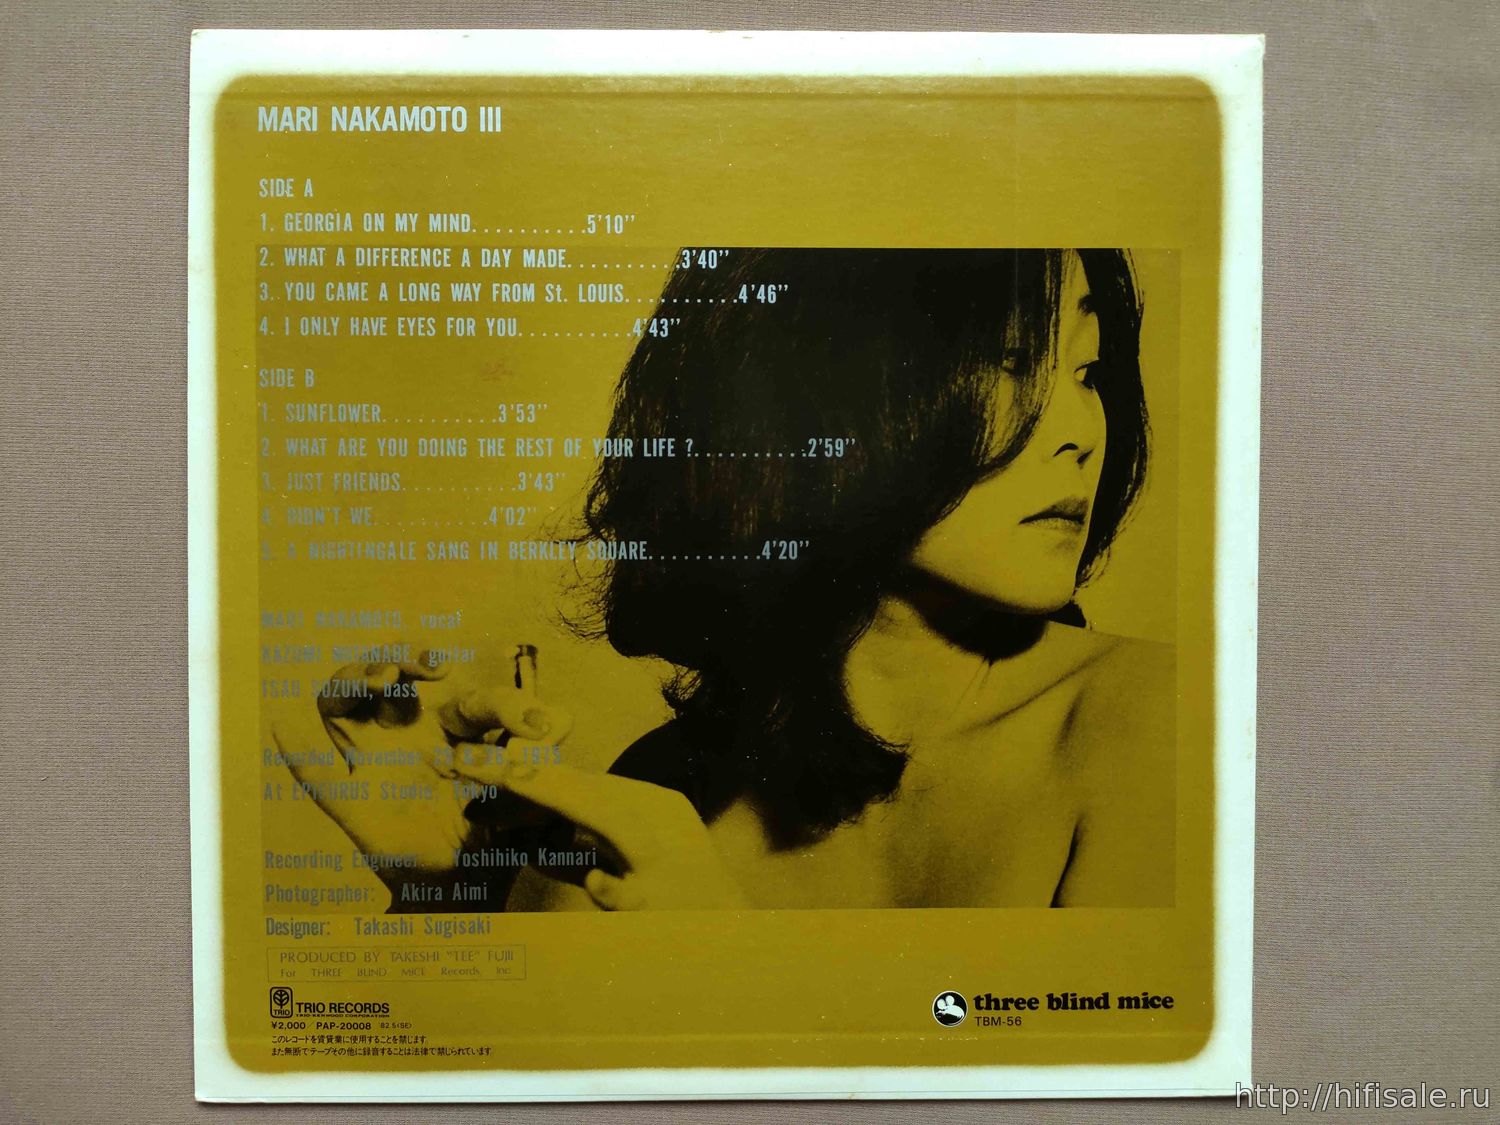 MARI NAKAMOTO III
SIDE A
1. GEORGIA ON MY MIND..........5'10''
2. WHAT A DIFFERENCE A DAY MADE..........3'40''
3. YOU CAME A LONG WAY FROM St. LOUIS..........4'46''
4. I ONLY HAVE EYES FOR YOU..........4'43''
SIDE B
1. SUNFLOWER..........3'53''
2. WHAT ARE YOU DOING THE REST OF YOUR LIFE ?..........2'59''
3. JUST FRIENDS..........3'43''
4. DIDN'T WE..........4'02''
5. A NIGHTINGALE SANG IN BERKLEY SQUARE..........4'20''
MARI NAKAMOTO, vocal
KAZUMI WATANABE, guitar
ISAO SUZUKI, bass
Recorded November & 1975
At EPICURUS Studio, Tokyo
Recording Engineer: Yoshihiko Kannari
Photographer: Akira Aimi
Designer: Takashi Sugisaki
PRODUCED BY TAKESHI "TEE" FUJII
For THREE BLIND MICE Records, Inc.
TRIO
TRIO RECORDS
TRIO-KENWOOD CORPORATION
¥2,000 / PAP-20008 '82.5(SE)
このレコードを賃貸業に使用することを禁じます
また無断でテープその他に録音することは法律で禁じられています
three blind mice
TBM-56
http://hifisale.ru